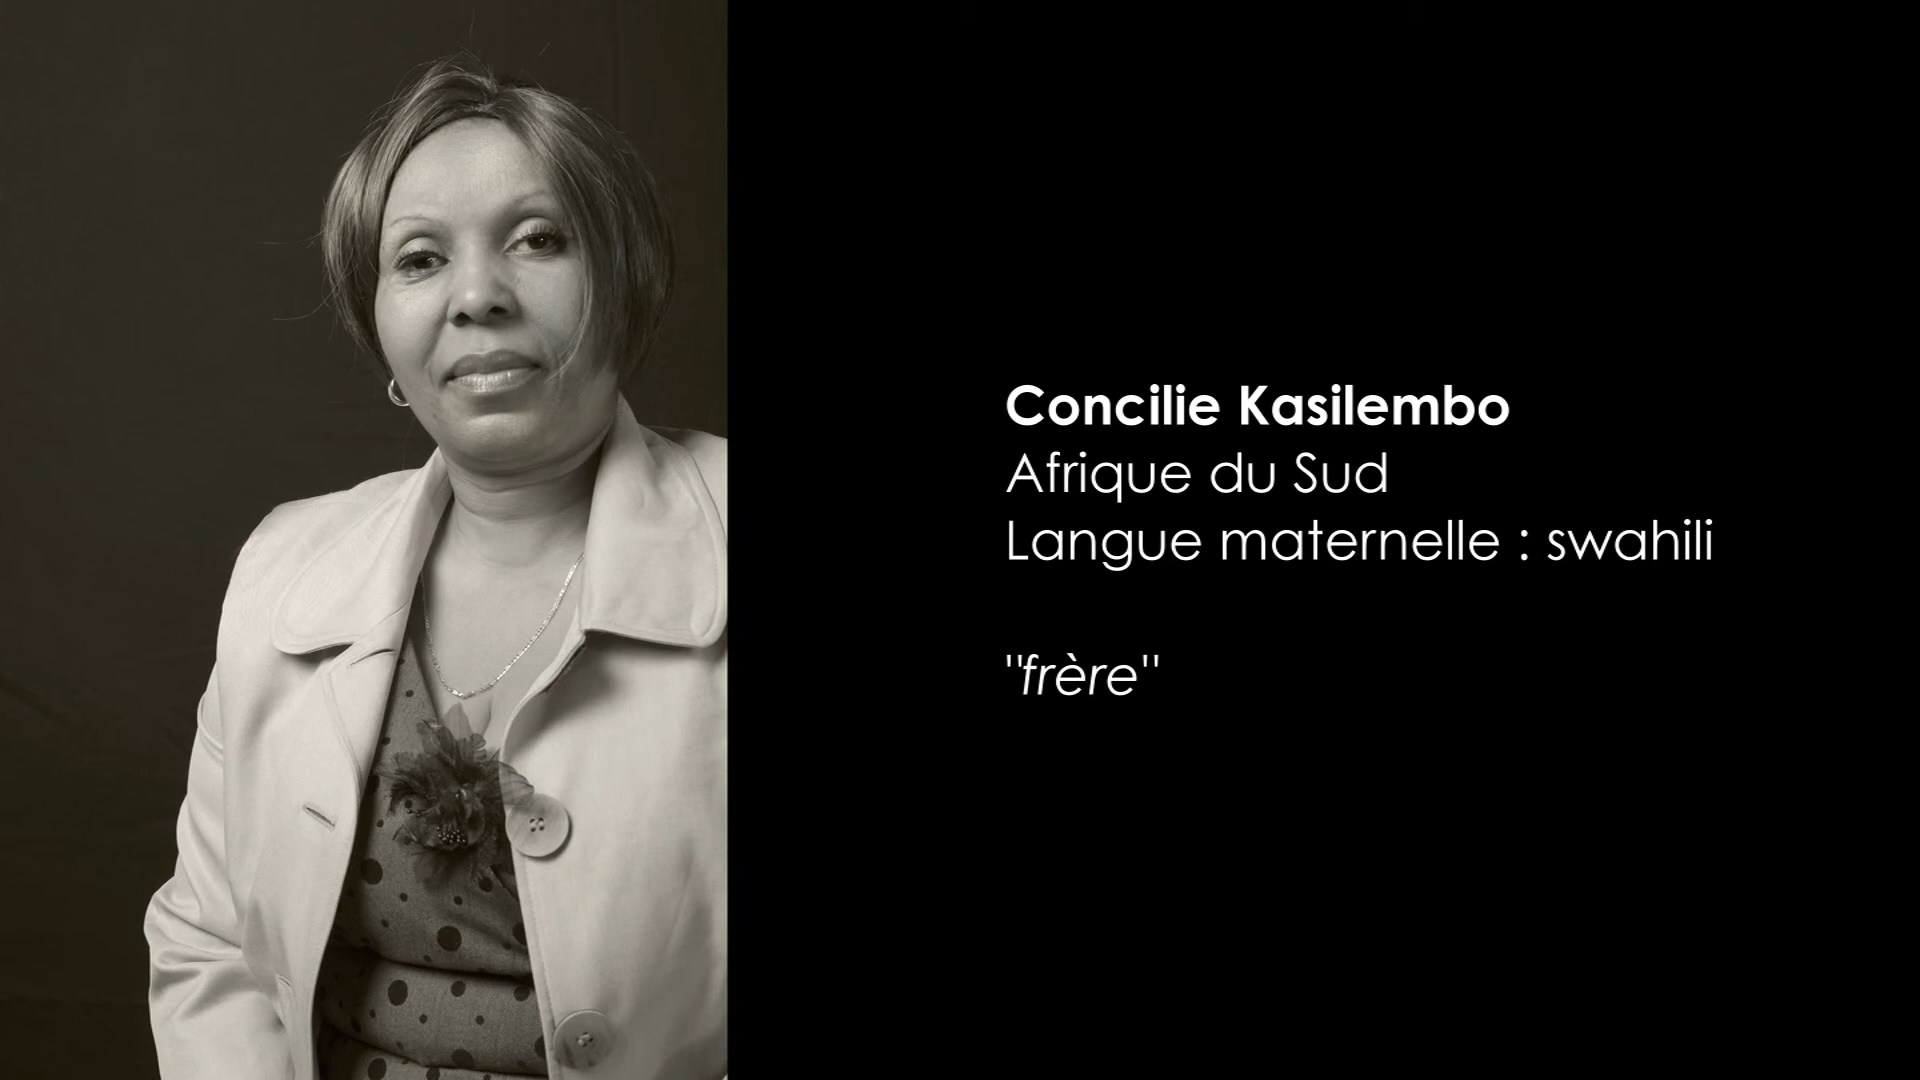 Concilie Kasilembo
Afrique du Sud
Langue maternelle : swahili
"frère"